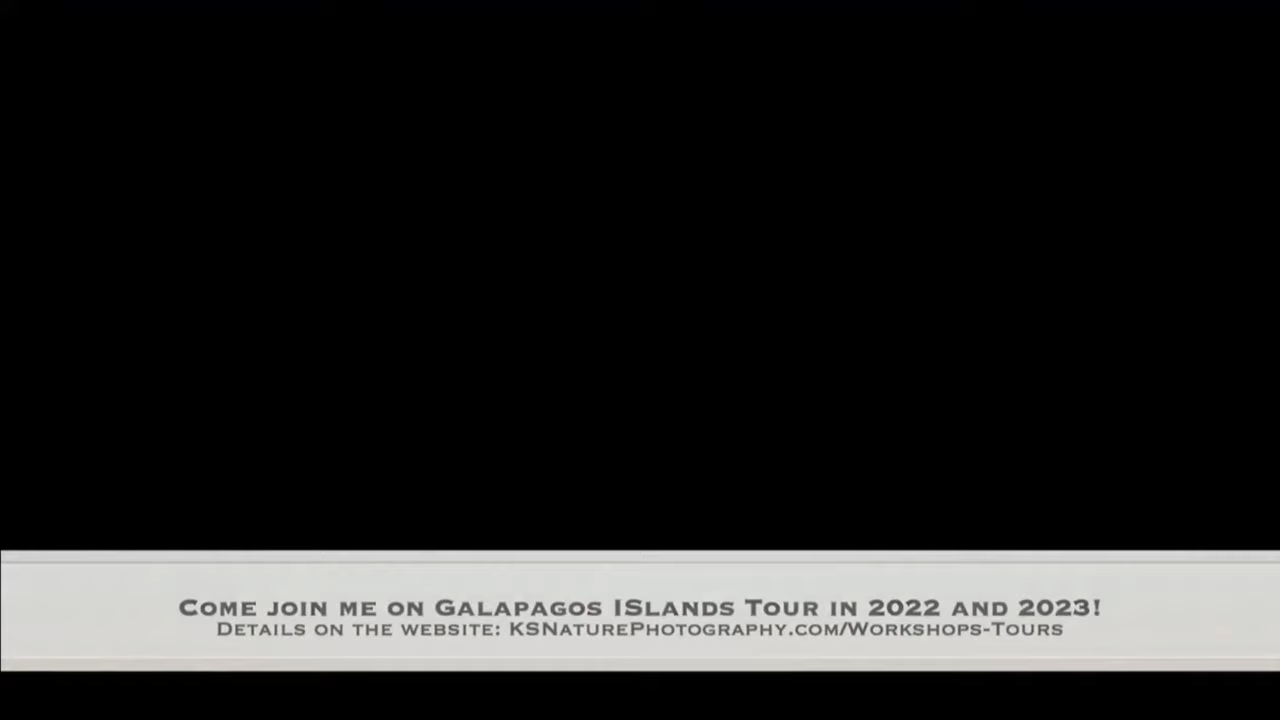 Come join me on Galapagos ISlands Tour in 2022 and 2023!
Details on the website: KSNaturePhotography.com/Workshops-Tours